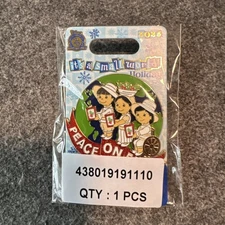 it's a small world
Holiday
PEACE ON
438019191110
QTY : 1 PCS